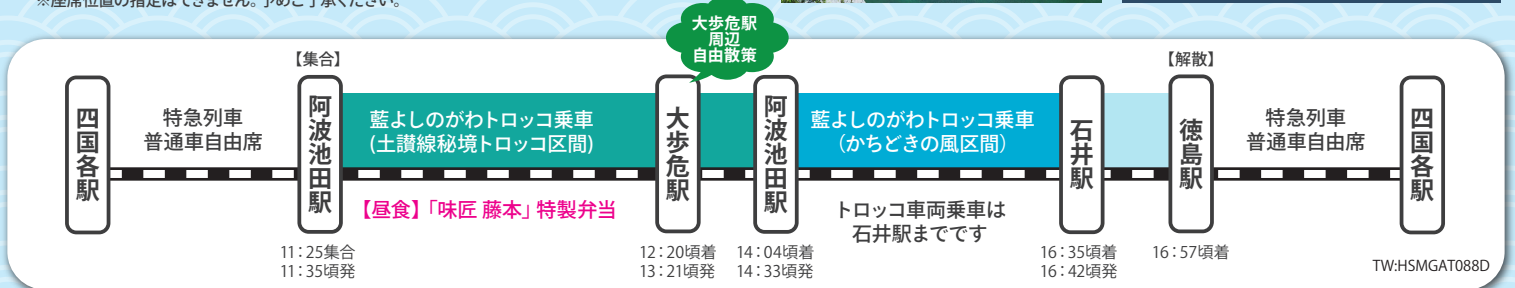 ※座席位置の指定はできません。予めご了承ください。
大歩危駅
周辺
自由散策
【集合】
【解散】
四国各駅
特急列車
普通車自由席
阿波池田駅
藍よしのがわトロッコ乗車
(土讃線秘境トロッコ区間)
【昼食】「味匠 藤本」特製弁当
大歩危駅
阿波池田駅
藍よしのがわトロッコ乗車
（かちどきの風区間）
トロッコ車両乗車は
石井駅までです
石井駅
徳島駅
特急列車
普通車自由席
四国各駅
11：25集合
11：35頃発
12：20頃着
13：21頃発
14：04頃着
14：33頃発
16：35頃着
16：42頃発
16：57頃着
TW:HSMGAT088D